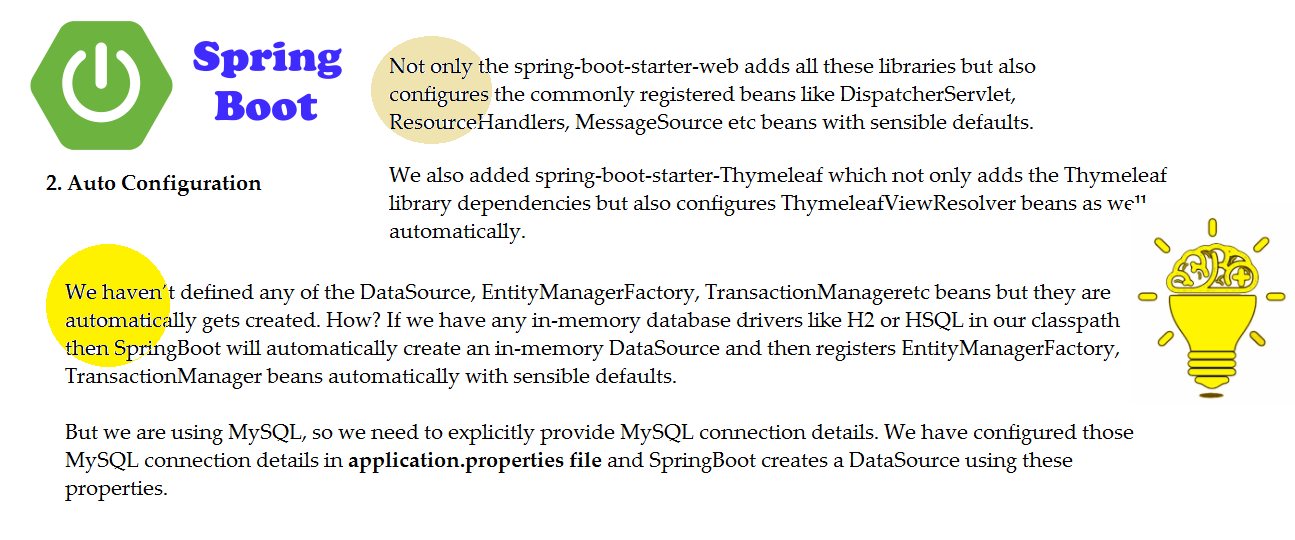 Spring
Boot
2. Auto Configuration
Not only the spring-boot-starter-web adds all these libraries but also
configures the commonly registered beans like DispatcherServlet,
ResourceHandlers, MessageSource etc beans with sensible defaults.
We also added spring-boot-starter-Thymeleaf which not only adds the Thymeleaf
library dependencies but also configures ThymeleafViewResolver beans as well
automatically.
We haven't defined any of the DataSource, EntityManagerFactory, TransactionManageretc beans but they are
automatically gets created. How? If we have any in-memory database drivers like H2 or HSQL in our classpath
then SpringBoot will automatically create an in-memory DataSource and then registers EntityManagerFactory,
TransactionManager beans automatically with sensible defaults.
But we are using MySQL, so we need to explicitly provide MySQL connection details. We have configured those
MySQL connection details in application.properties file and SpringBoot creates a DataSource using these
properties.